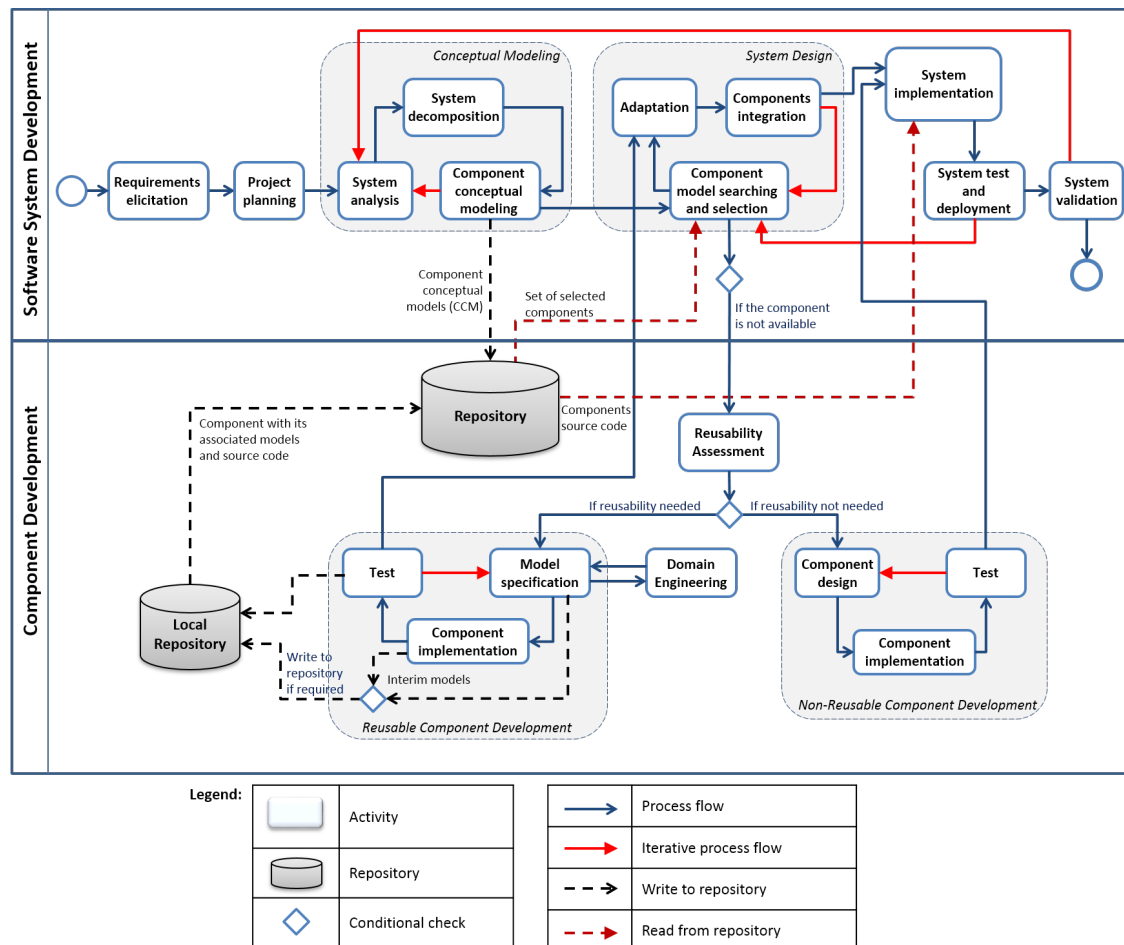 Software System Development
Conceptual Modeling
System Design
System
decomposition
Adaptation
Components
integration
System
implementation
Requirements
elicitation
Project
planning
System
analysis
Component
conceptual
modeling
Component
model searching
and selection
System test and
deployment
System
validation
Component
conceptual
models (CCM)
Set of selected
components
If the component
is not available
Component Development
Repository
Components
source code
Component with its
associated models
and source code
Reusability
Assessment
If reusability needed
If reusability not needed
Test
Model
specification
Domain
Engineering
Component
design
Test
Local
Repository
Component
implementation
Component
implementation
Write to
repository
if required
Interim models
Reusable Component Development
Non-Reusable Component Development
Legend:
Activity
Process flow
Iterative process flow
Repository
Write to repository
Conditional check
Read from repository